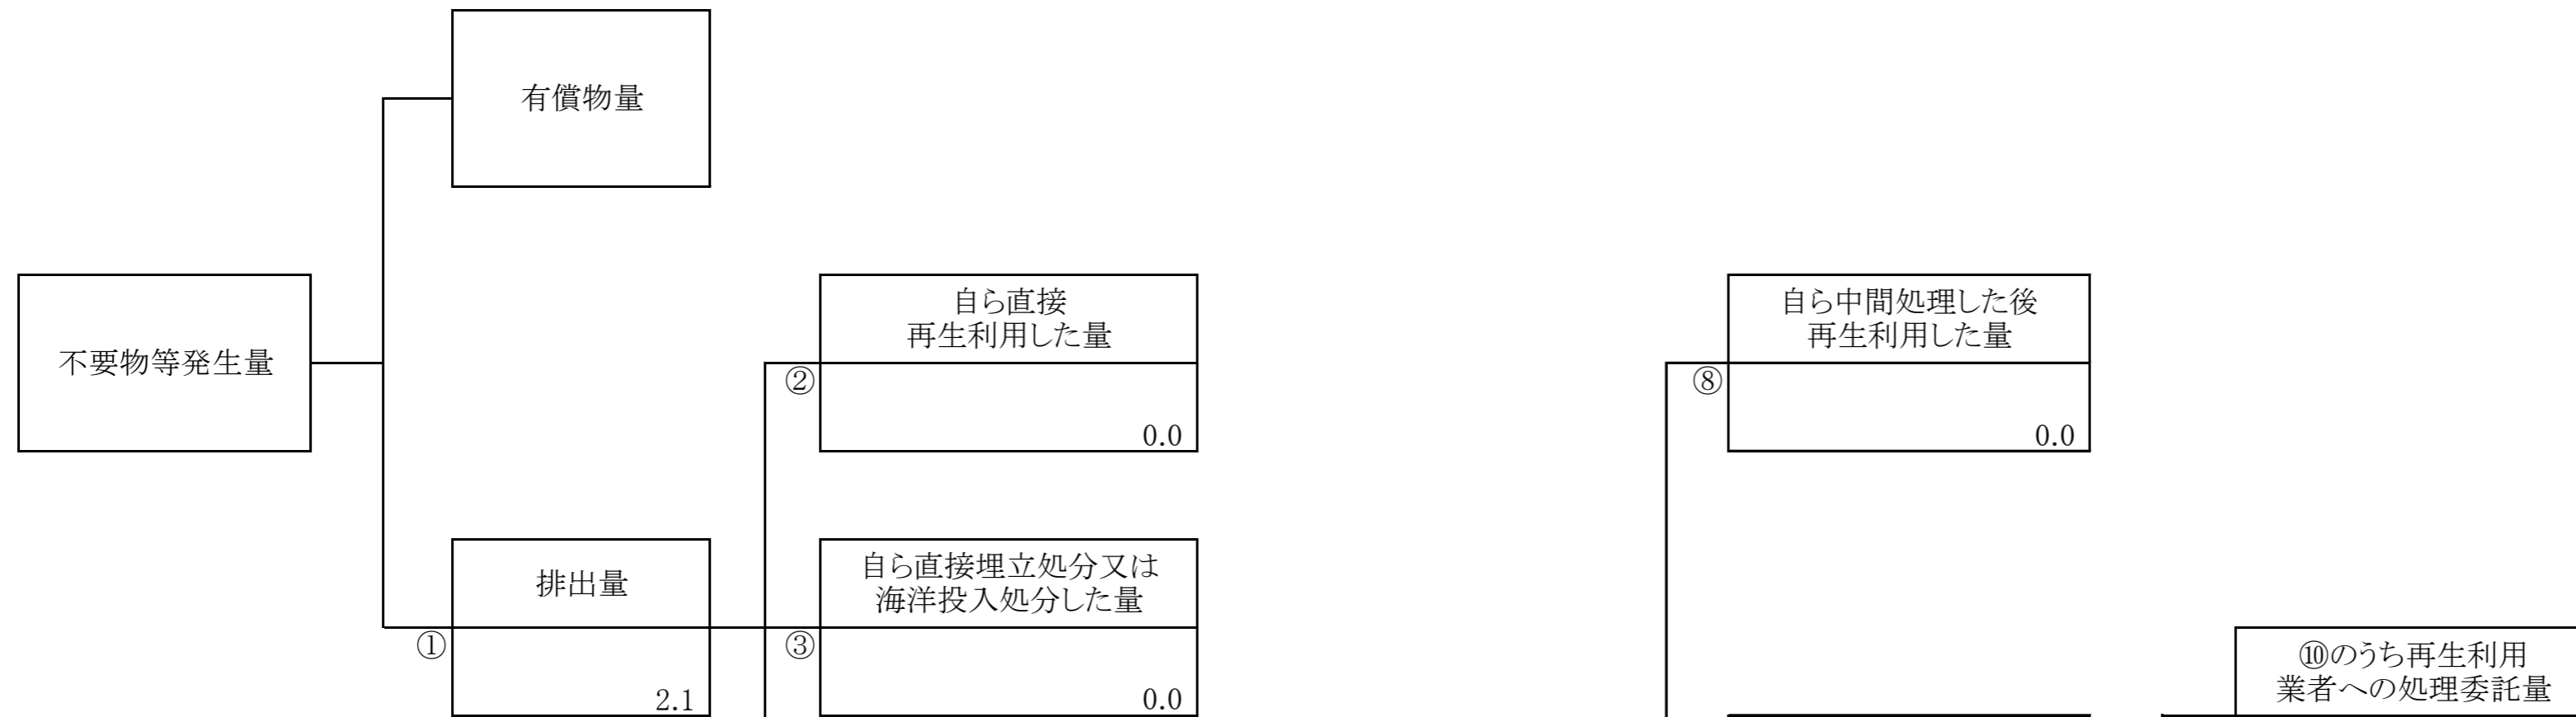 有償物量
不要物等発生量
自ら直接
再生利用した量
②
0.0
自ら中間処理した後
再生利用した量
⑧
0.0
排出量
①
2.1
自ら直接埋立処分又は
海洋投入処分した量
③
0.0
⑩のうち再生利用
業者への処理委託量